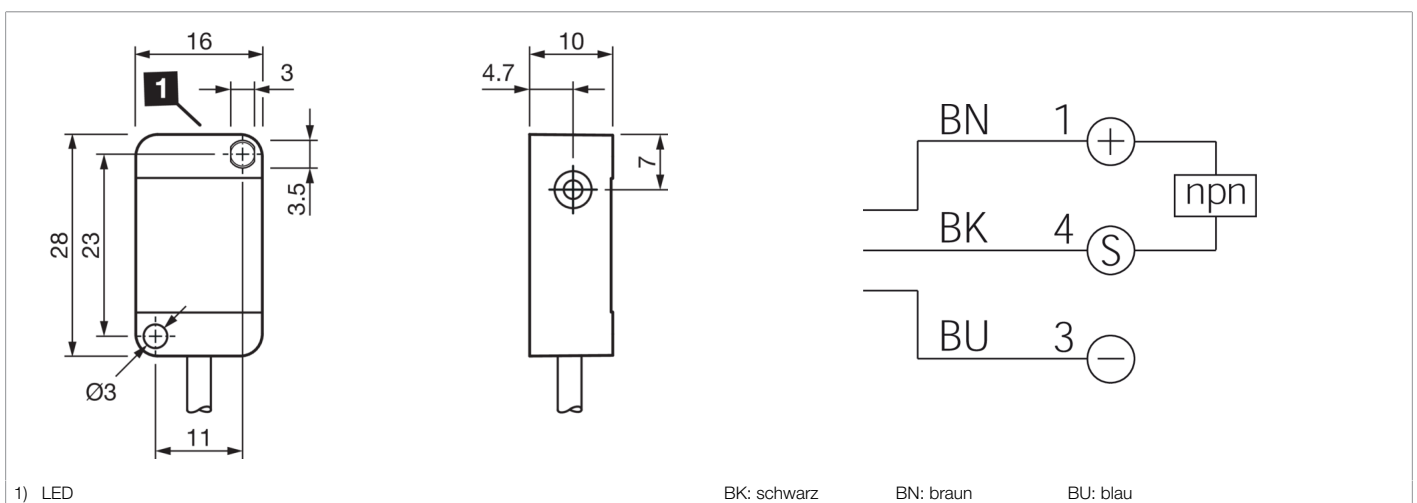 16
3
1
3.5
28
23
Ø3
11
10
4.7
7
BN 1 +
npn
BK 4 S
BU 3 −
1) LED
BK: schwarz BN: braun BU: blau